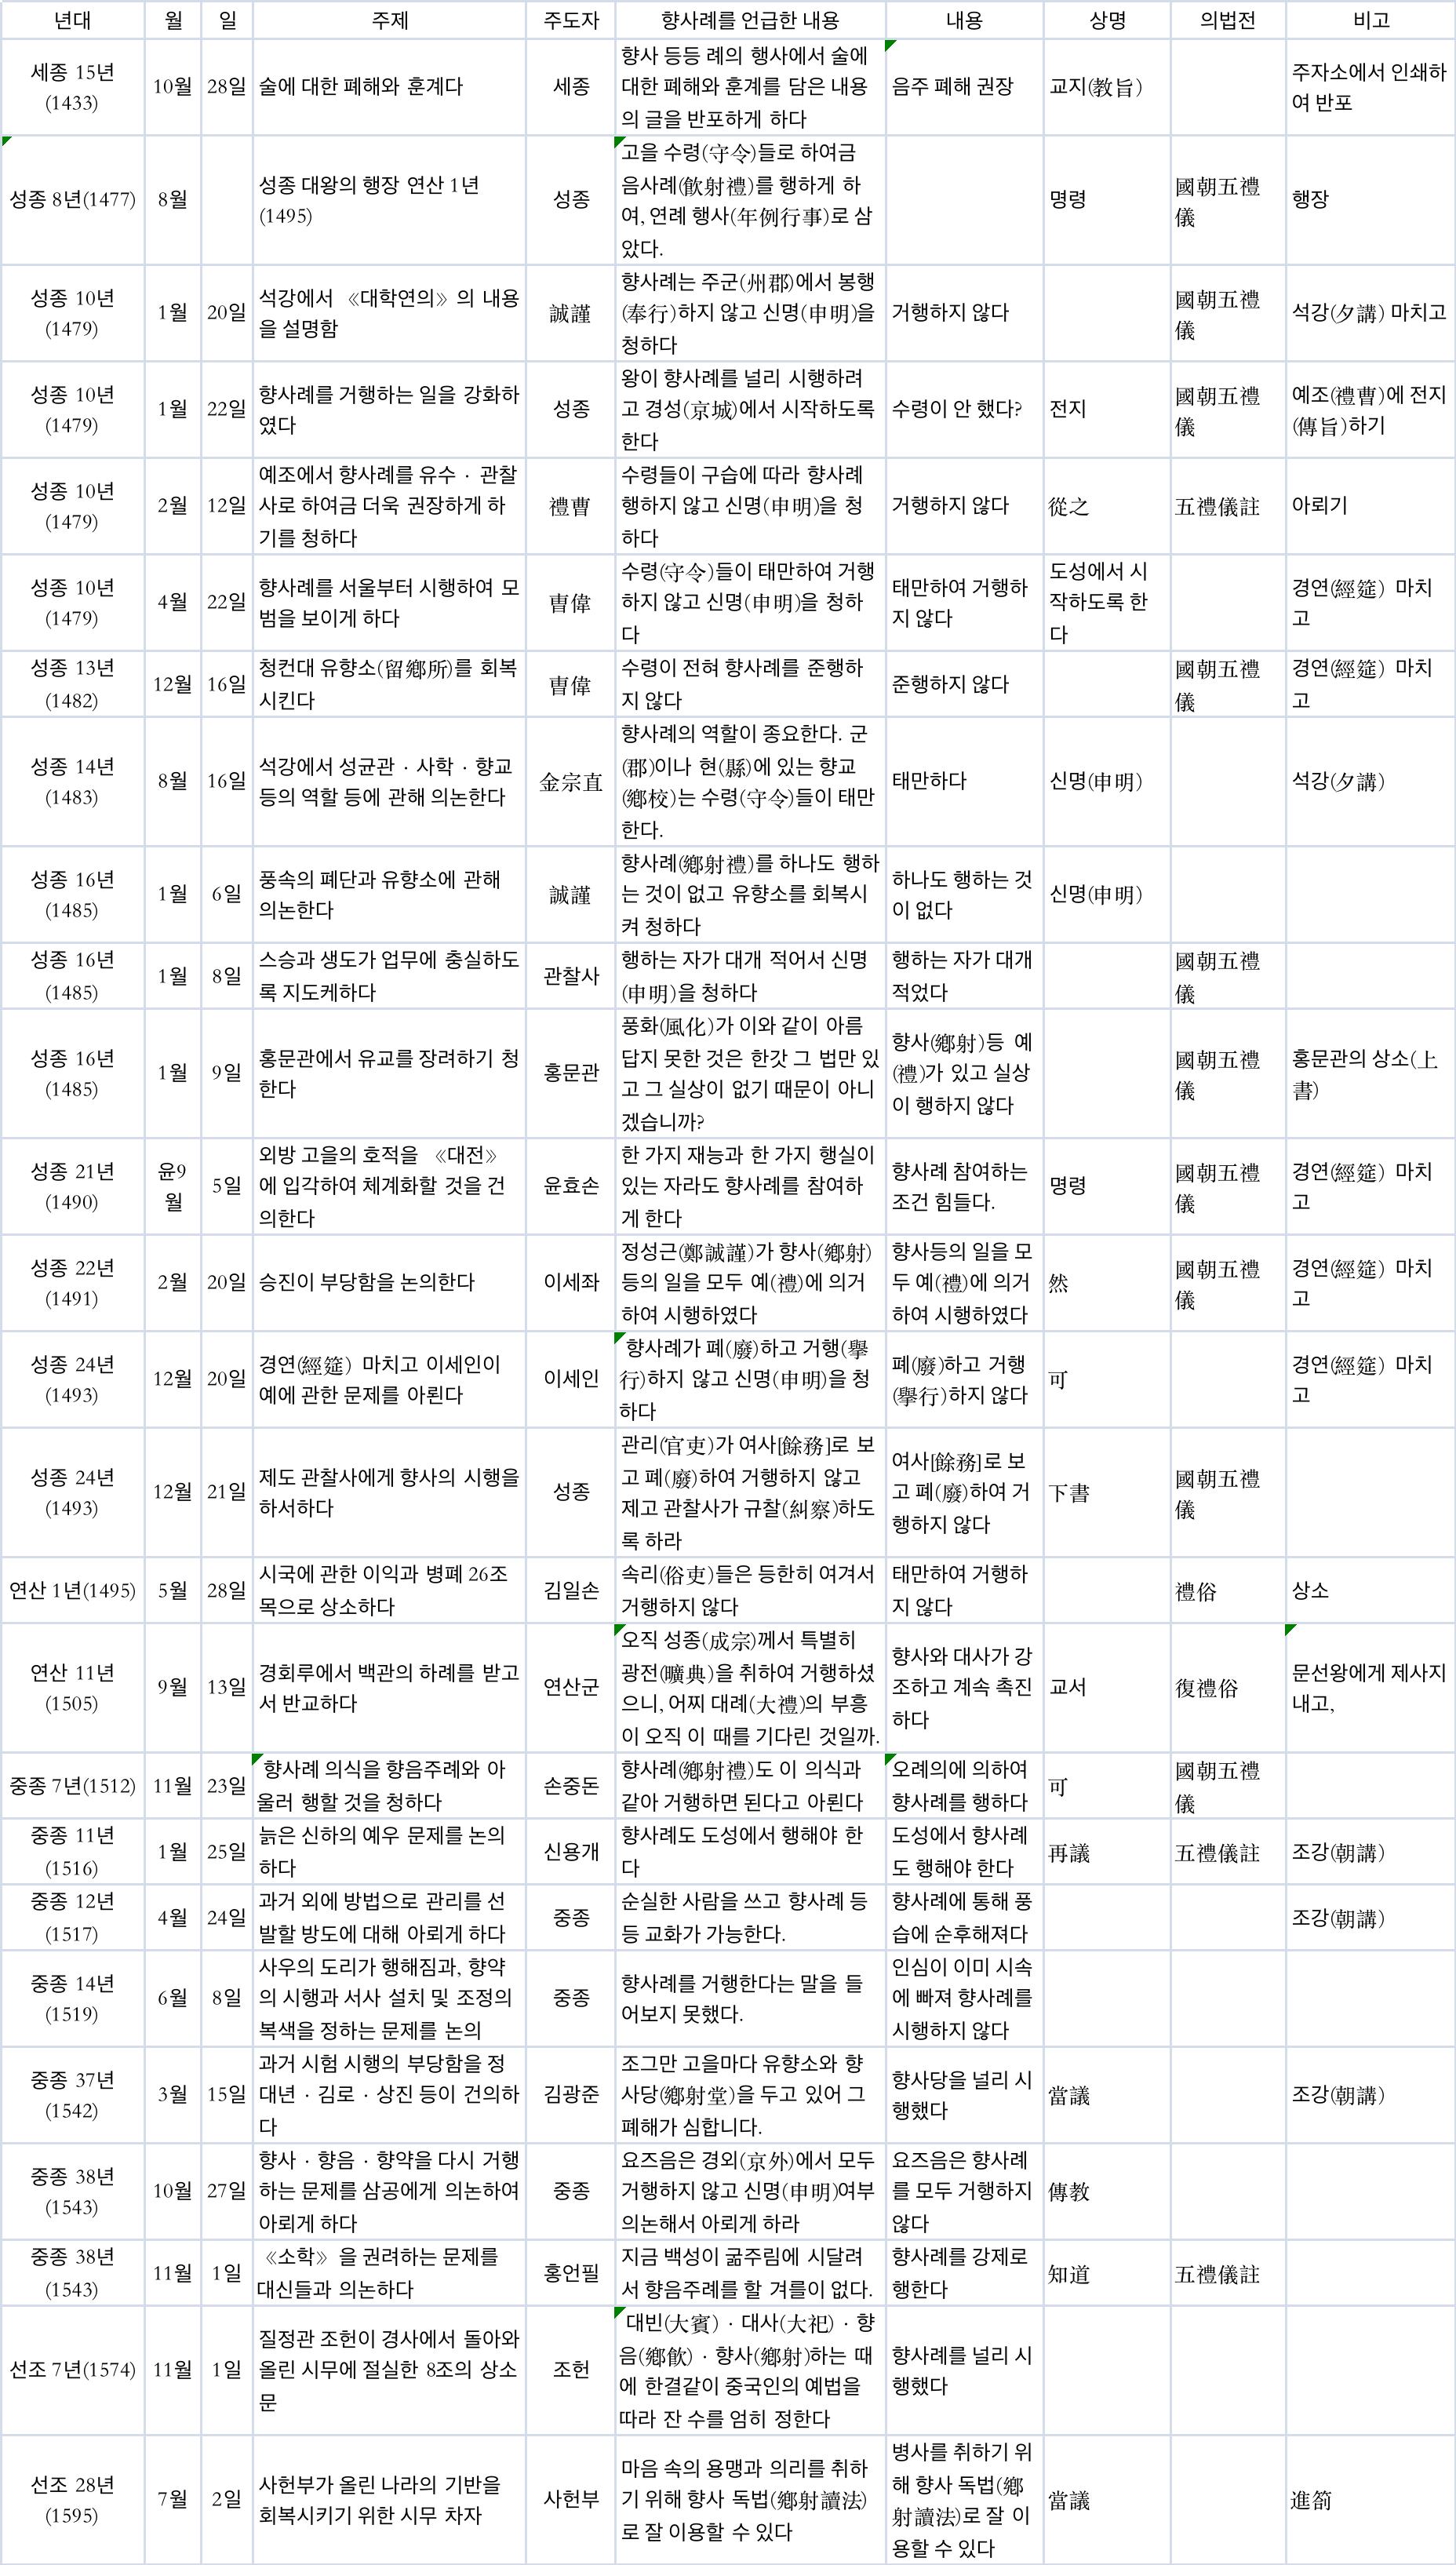 년대 월 일 주제 주도자 향사례를 언급한 내용 내용 상명 의법전 비고
세종 15년
(1433)
10월
28일
술에 대한 폐해와 훈계다
세종
향사 등등 례의 행사에서 술에
대한 폐해와 훈계를 담은 내용
의 글을 반포하게 하다
음주 폐해 권장
교지(教旨)
주자소에서 인쇄하
여 반포
성종 8년(1477)
8월
성종 대왕의 행장 연산 1년
(1495)
성종
고을 수령(守令)들로 하여금
음사례(飮射禮)를 행하게 하
여, 연례 행사(年例行事)로 삼
았다.
명령
國朝五禮
儀
행장
성종 10년
(1479)
1월
20일
석강에서 《대학연의》의 내용
을 설명함
誠謹
향사례는 주군(州郡)에서 봉행
(奉行)하지 않고 신명(申明)을
청하다
거행하지 않다
國朝五禮
儀
석강(夕講) 마치고
성종 10년
(1479)
1월
22일
향사례를 거행하는 일을 강화하
였다
성종
왕이 향사례를 널리 시행하려
고 경성(京城)에서 시작하도록
한다
수령이 안 했다?
전지
國朝五禮
儀
예조(禮曹)에 전지
(傳旨)하기
성종 10년
(1479)
2월
12일
예조에서 향사례를 유수 · 관찰
사로 하여금 더욱 권장하게 하
기를 청하다
禮曹
수령들이 구습에 따라 향사례
행하지 않고 신명(申明)을 청
하다
거행하지 않다
從之
五禮儀註
아뢰기
성종 10년
(1479)
4월
22일
향사례를 서울부터 시행하여 모
범을 보이게 하다
曺偉
수령(守令)들이 태만하여 거행
하지 않고 신명(申明)을 청하
다
태만하여 거행하
지 않다
도성에서 시
작하도록 한
다
경연(經筵) 마치
고
성종 13년
(1482)
12월
16일
청컨대 유향소(留鄕所)를 회복
시킨다
曺偉
수령이 전혀 향사례를 준행하
지 않다
준행하지 않다
國朝五禮
儀
경연(經筵) 마치
고
성종 14년
(1483)
8월
16일
석강에서 성균관 · 사학 · 향교
등의 역할 등에 관해 의논한다
金宗直
향사례의 역할이 종요한다. 군
(郡)이나 현(縣)에 있는 향교
(鄕校)는 수령(守令)들이 태만
한다.
태만하다
신명(申明)
석강(夕講)
성종 16년
(1485)
1월
6일
풍속의 폐단과 유향소에 관해
의논한다
誠謹
향사례(鄕射禮)를 하나도 행하
는 것이 없고 유향소를 회복시
켜 청하다
하나도 행하는 것
이 없다
신명(申明)
성종 16년
(1485)
1월
8일
스승과 생도가 업무에 충실하도
록 지도케하다
관찰사
행하는 자가 대개 적어서 신명
(申明)을 청하다
행하는 자가 대개
적었다
國朝五禮
儀
성종 16년
(1485)
1월
9일
홍문관에서 유교를 장려하기 청
한다
홍문관
풍화(風化)가 이와 같이 아름
답지 못한 것은 한갓 그 법만 있
고 그 실상이 없기 때문이 아니
겠습니까?
향사(鄕射)등 예
(禮)가 있고 실상
이 행하지 않다
國朝五禮
儀
홍문관의 상소(上
書)
성종 21년
(1490)
윤9
월
5일
외방 고을의 호적을 《대전》
에 입각하여 체계화할 것을 건
의한다
윤효손
한 가지 재능과 한 가지 행실이
있는 자라도 향사례를 참여하
게 한다
향사례 참여하는
조건 힘들다.
명령
國朝五禮
儀
경연(經筵) 마치
고
성종 22년
(1491)
2월
20일
승진이 부당함을 논의한다
이세좌
정성근(鄭誠謹)가 향사(鄕射)
등의 일을 모두 예(禮)에 의거
하여 시행하였다
향사등의 일을 모
두 예(禮)에 의거
하여 시행하였다
然
國朝五禮
儀
경연(經筵) 마치
고
성종 24년
(1493)
12월
20일
경연(經筵) 마치고 이세인이
예에 관한 문제를 아뢴다
이세인
향사례가 폐(廢)하고 거행(擧
行)하지 않고 신명(申明)을 청
하다
폐(廢)하고 거행
(擧行)하지 않다
可
경연(經筵) 마치
고
성종 24년
(1493)
12월
21일
제도 관찰사에게 향사의 시행을
하서하다
성종
관리(官吏)가 여사[餘務]로 보
고 폐(廢)하여 거행하지 않고
제고 관찰사가 규찰(糾察)하도
록 하라
여사[餘務]로 보
고 폐(廢)하여 거
행하지 않다
下書
國朝五禮
儀
연산 1년(1495)
5월
28일
시국에 관한 이익과 병폐 26조
목으로 상소하다
김일손
속리(俗吏)들은 등한히 여겨서
거행하지 않다
태만하여 거행하
지 않다
禮俗
상소
연산 11년
(1505)
9월
13일
경회루에서 백관의 하례를 받고
서 반교하다
연산군
오직 성종(成宗)께서 특별히
광전(曠典)을 취하여 거행하셨
으니, 어찌 대례(大禮)의 부흥
이 오직 이 때를 기다린 것일까.
향사와 대사가 강
조하고 계속 촉진
하다
교서
復禮俗
문선왕에게 제사지
내고,
중종 7년(1512)
11월
23일
향사례 의식을 향음주례와 아
울러 행할 것을 청하다
손중돈
향사례(鄕射禮)도 이 의식과
같아 거행하면 된다고 아뢴다
오례의에 의하여
향사례를 행하다
可
國朝五禮
儀
중종 11년
(1516)
1월
25일
늙은 신하의 예우 문제를 논의
하다
신용개
향사례도 도성에서 행해야 한
다
도성에서 향사례
도 행해야 한다
再議
五禮儀註
조강(朝講)
중종 12년
(1517)
4월
24일
과거 외에 방법으로 관리를 선
발할 방도에 대해 아뢰게 하다
중종
순실한 사람을 쓰고 향사례 등
등 교화가 가능한다.
향사례에 통해 풍
습에 순후해져다
조강(朝講)
중종 14년
(1519)
6월
8일
사우의 도리가 행해짐과, 향약
의 시행과 서사 설치 및 조정의
복색을 정하는 문제를 논의
중종
향사례를 거행한다는 말을 들
어보지 못했다.
인심이 이미 시속
에 빠져 향사례를
시행하지 않다
중종 37년
(1542)
3월
15일
과거 시험 시행의 부당함을 정
대년 · 김로 · 상진 등이 건의하
다
김광준
조그만 고을마다 유향소와 향
사당(鄕射堂)을 두고 있어 그
폐해가 심합니다.
향사당을 널리 시
행했다
當議
조강(朝講)
중종 38년
(1543)
10월
27일
향사 · 향음 · 향약을 다시 거행
하는 문제를 삼공에게 의논하여
아뢰게 하다
중종
요즈음은 경외(京外)에서 모두
거행하지 않고 신명(申明)여부
의논해서 아뢰게 하라
요즈음은 향사례
를 모두 거행하지
않다
傳教
중종 38년
(1543)
11월
1일
《소학》을 권려하는 문제를
대신들과 의논하다
홍언필
지금 백성이 굶주림에 시달려
서 향음주례를 할 겨를이 없다.
향사례를 강제로
행한다
知道
五禮儀註
선조 7년(1574)
11월
1일
질정관 조헌이 경사에서 돌아와
올린 시무에 절실한 8조의 상소
문
조헌
대빈(大賓) · 대사(大祀) · 향
음(鄕飮) · 향사(鄕射)하는 때
에 한결같이 중국인의 예법을
따라 잔 수를 엄히 정한다
향사례를 널리 시
행했다
선조 28년
(1595)
7월
2일
사헌부가 올린 나라의 기반을
회복시키기 위한 시무 차자
사헌부
마음 속의 용맹과 의리를 취하
기 위해 향사 독법(鄕射讀法)
로 잘 이용할 수 있다
병사를 취하기 위
해 향사 독법(鄕
射讀法)로 잘 이
용할 수 있다
當議
進箚